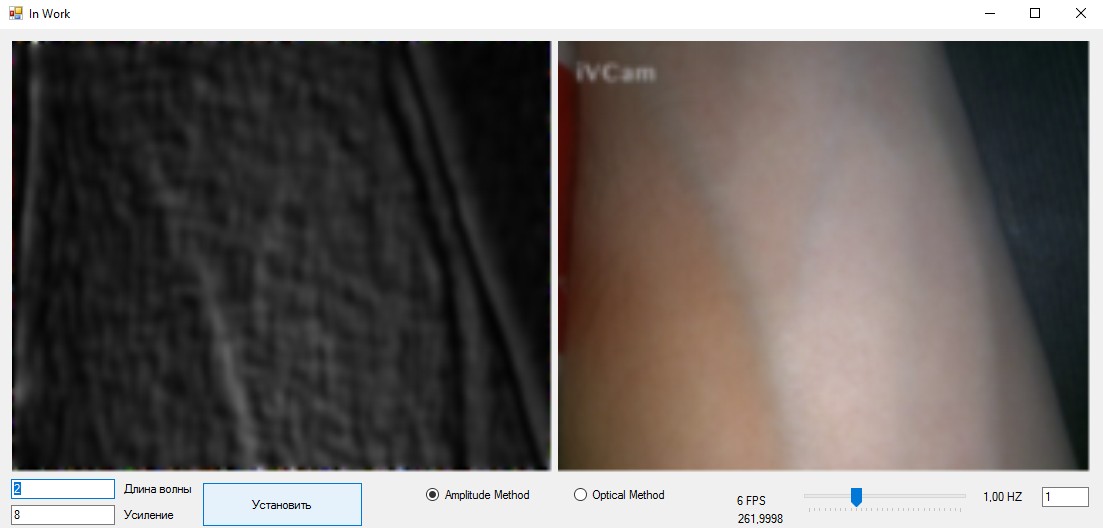 In Work
iVCam
2 Длина волны
8 Усиление
Установить
Amplitude Method
Optical Method
6 FPS
261,9998
1,00 HZ
1